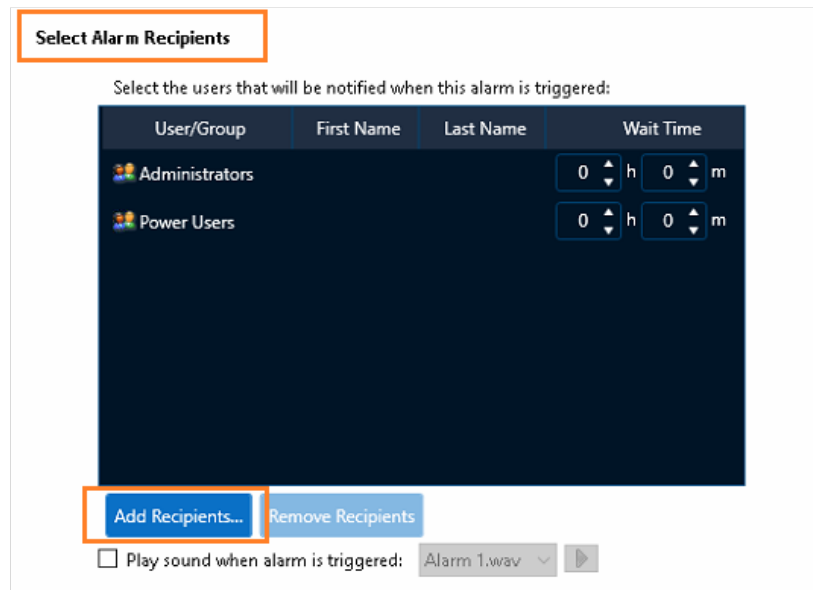 Select Alarm Recipients
Select the users that will be notified when this alarm is triggered:
User/Group First Name Last Name Wait Time
Administrators 0 h 0 m
Power Users 0 h 0 m
Add Recipients... Remove Recipients
Play sound when alarm is triggered: Alarm 1.wav